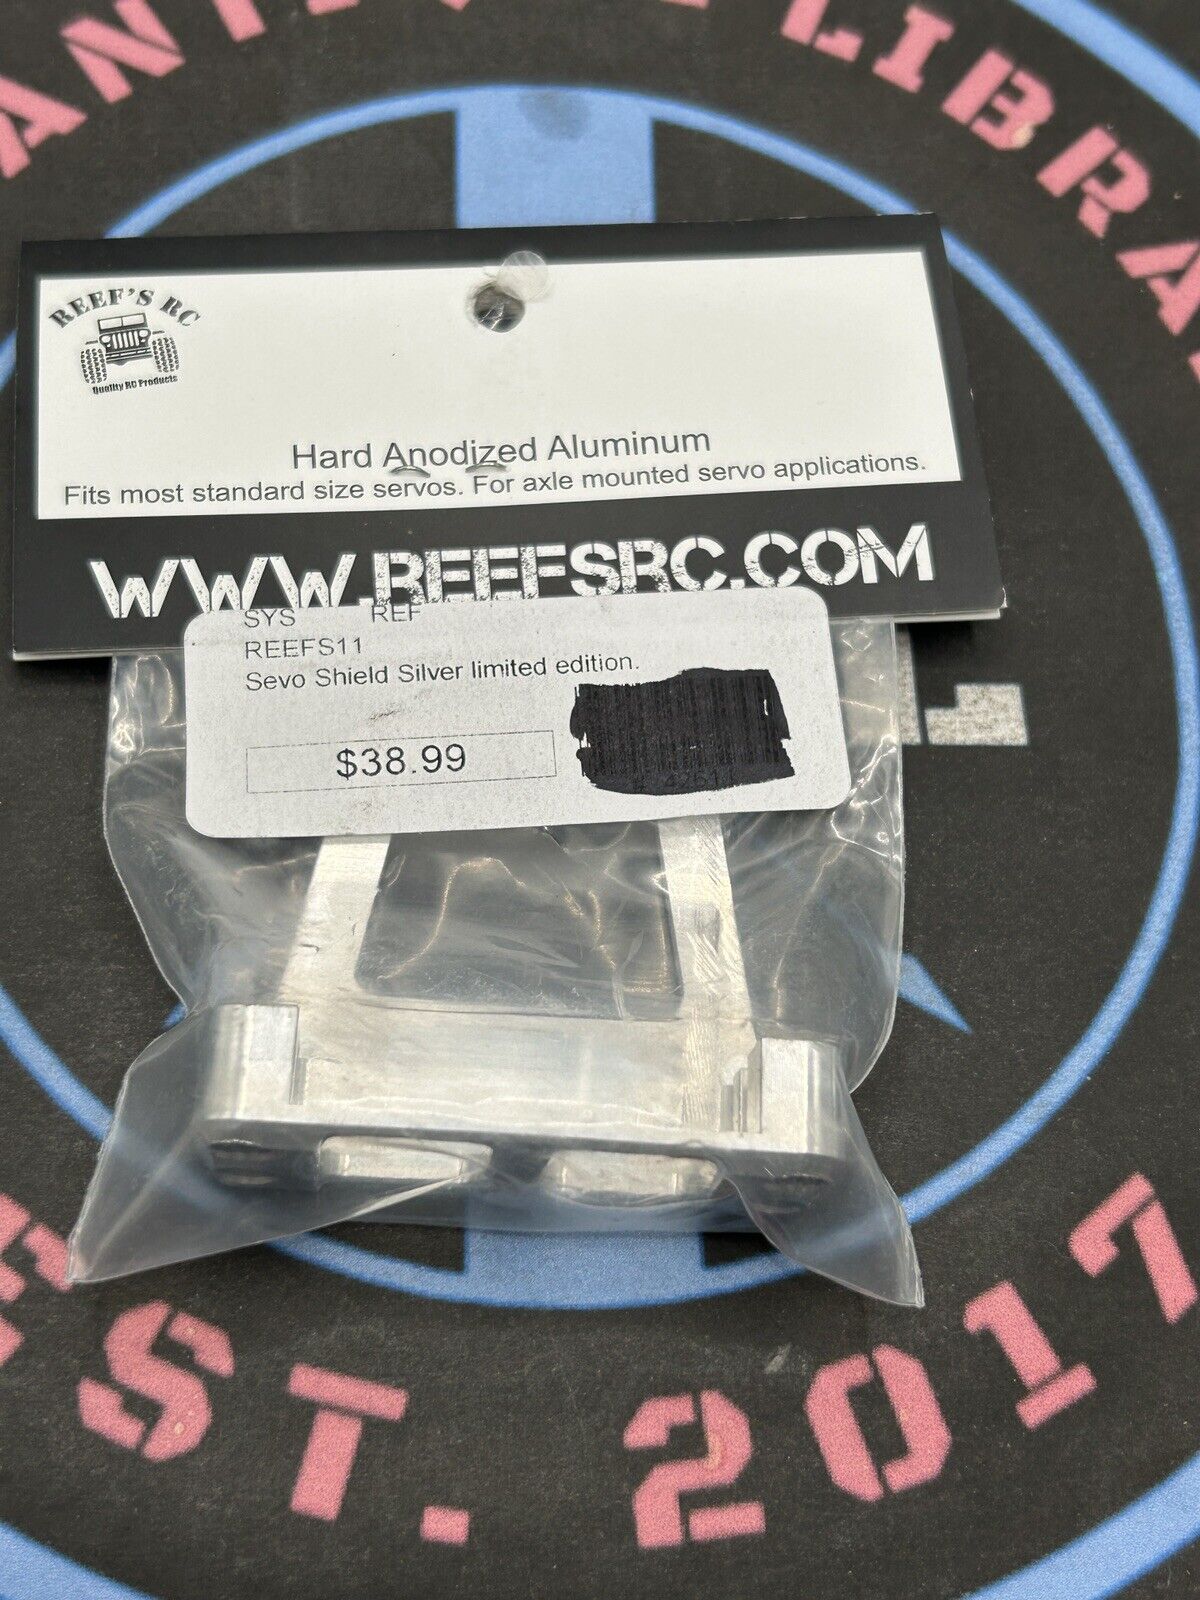 REEF'S RC
Quality RC Products
Hard Anodized Aluminum
Fits most standard size servos. For axle mounted servo applications.
WWW.REEFSRC.COM
SYS REF
REEFS11
Sevo Shield Silver limited edition.
$38.99
EST. 2017